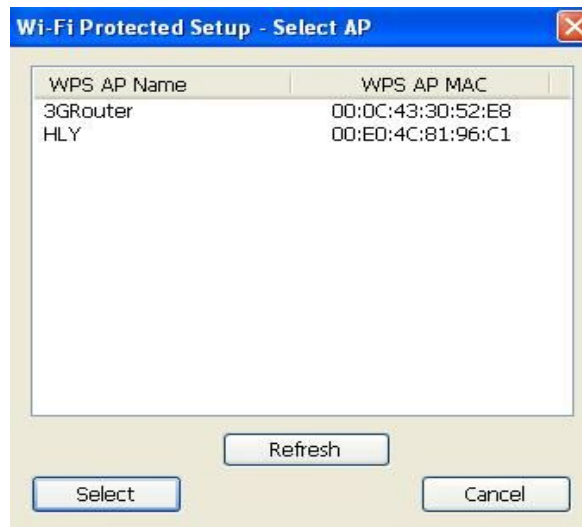 Wi-Fi Protected Setup - Select AP
WPS AP Name WPS AP MAC
3GRouter 00:0C:43:30:52:E8
HLY 00:E0:4C:81:96:C1
Refresh
Select Cancel